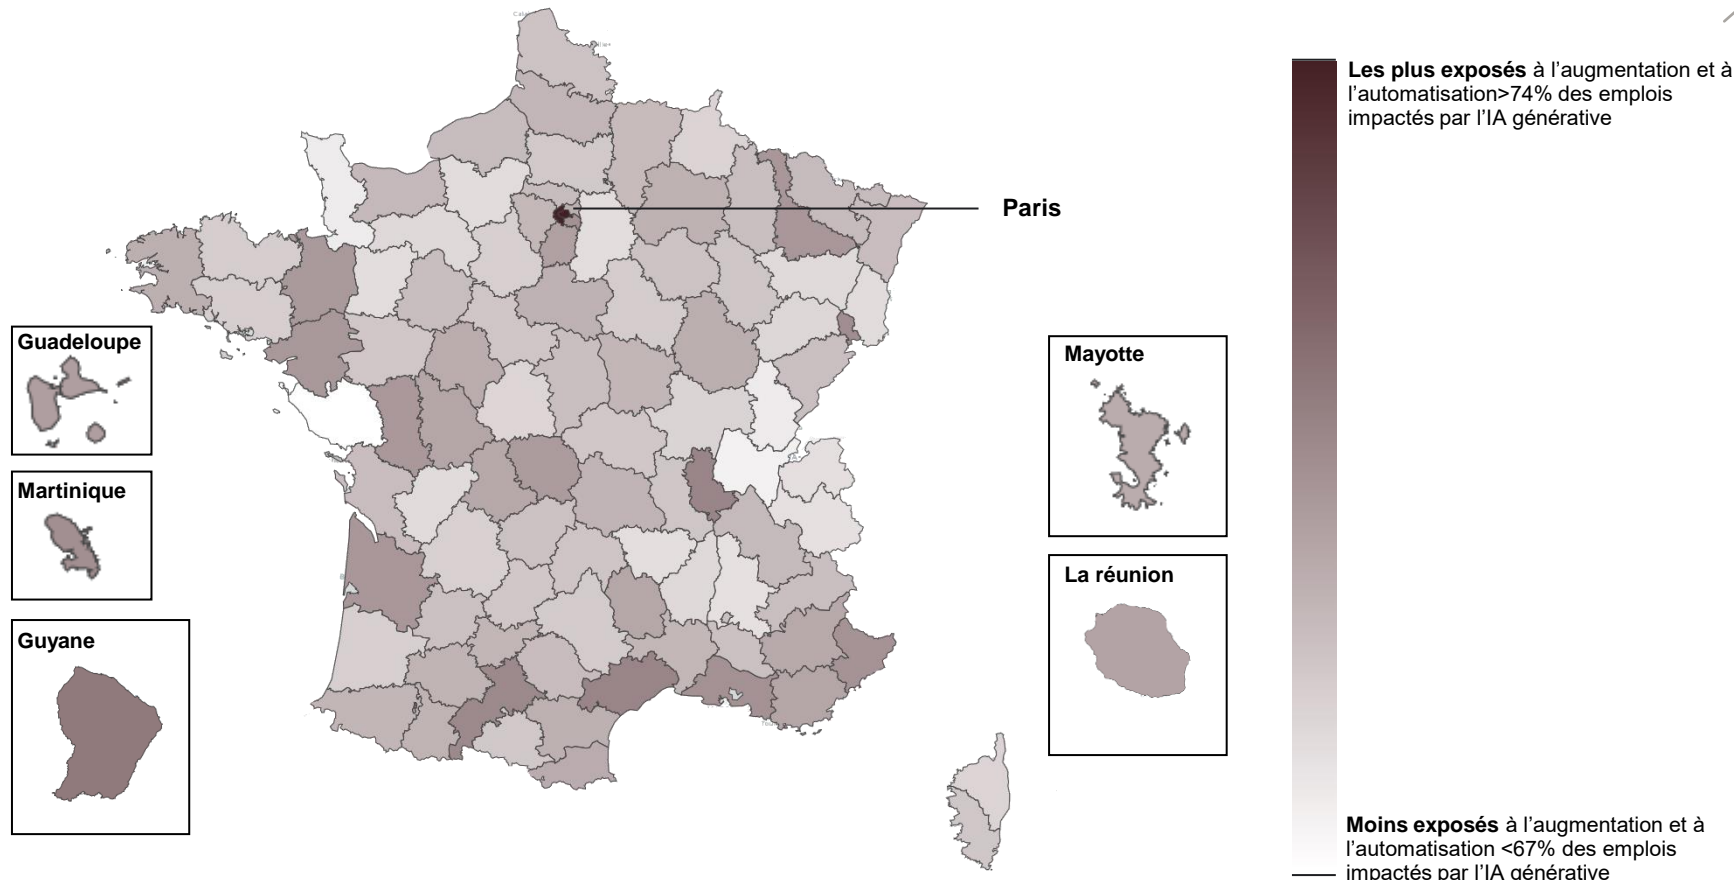 Les plus exposés à l’augmentation et à
l’automatisation>74% des emplois
impactés par l’IA générative
Paris
Guadeloupe
Mayotte
Martinique
La réunion
Guyane
Moins exposés à l’augmentation et à
l’automatisation <67% des emplois
impactés par l’IA générative